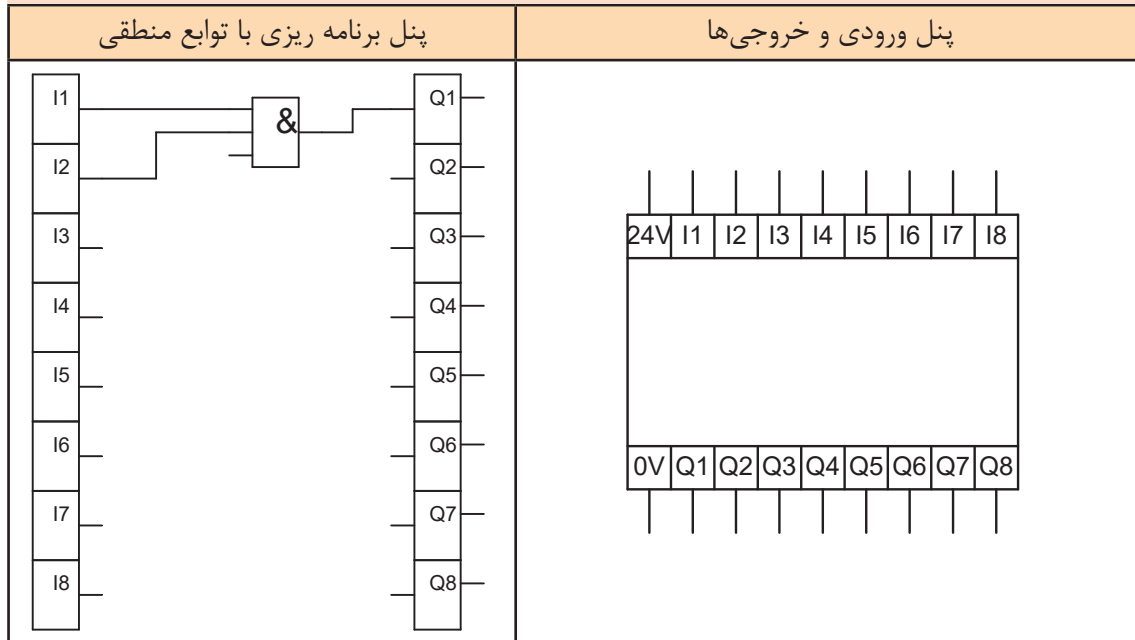 پنل ورودی و خروجی‌ها
پنل برنامه ریزی با توابع منطقی
I1 & Q1
I2 Q2
I3 Q3
I4 Q4
I5 Q5
I6 Q6
I7 Q7
I8 Q8
24V I1 I2 I3 I4 I5 I6 I7 I8
0V Q1 Q2 Q3 Q4 Q5 Q6 Q7 Q8